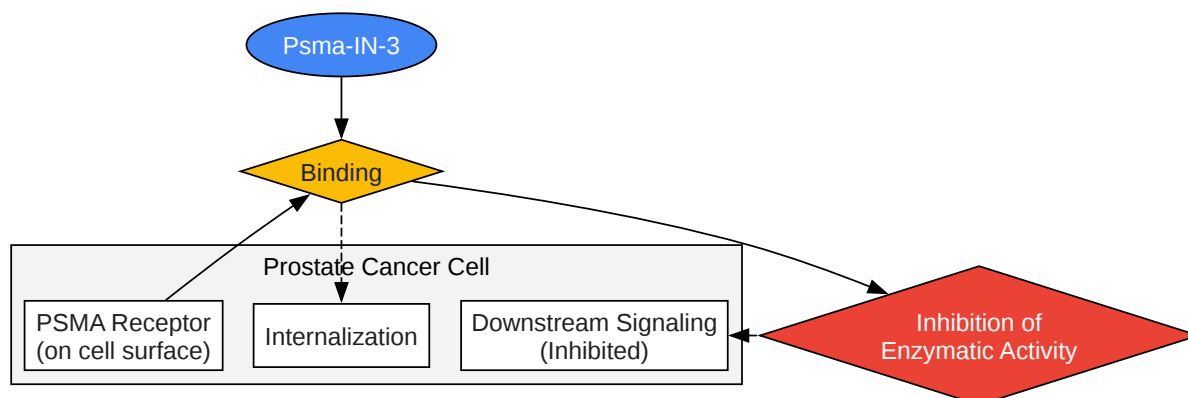 Psma-IN-3
Binding
Prostate Cancer Cell
PSMA Receptor
(on cell surface)
Internalization
Downstream Signaling
(Inhibited)
Inhibition of
Enzymatic Activity